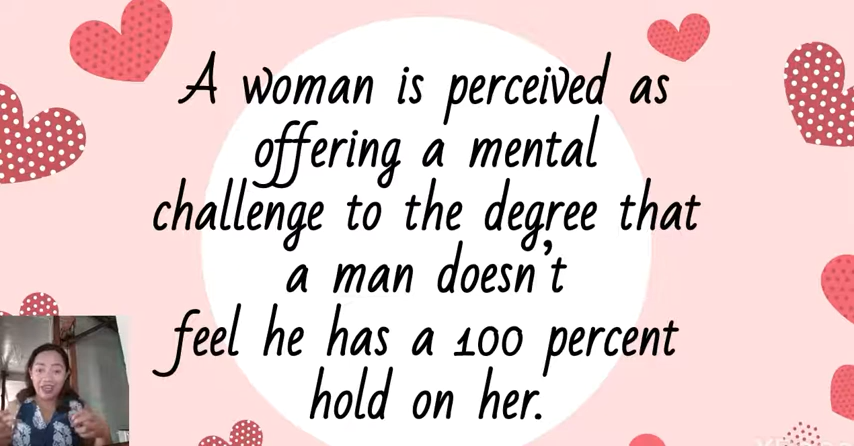 A woman is perceived as
offering a mental
challenge to the degree that
a man doesn't
feel he has a 100 percent
hold on her.